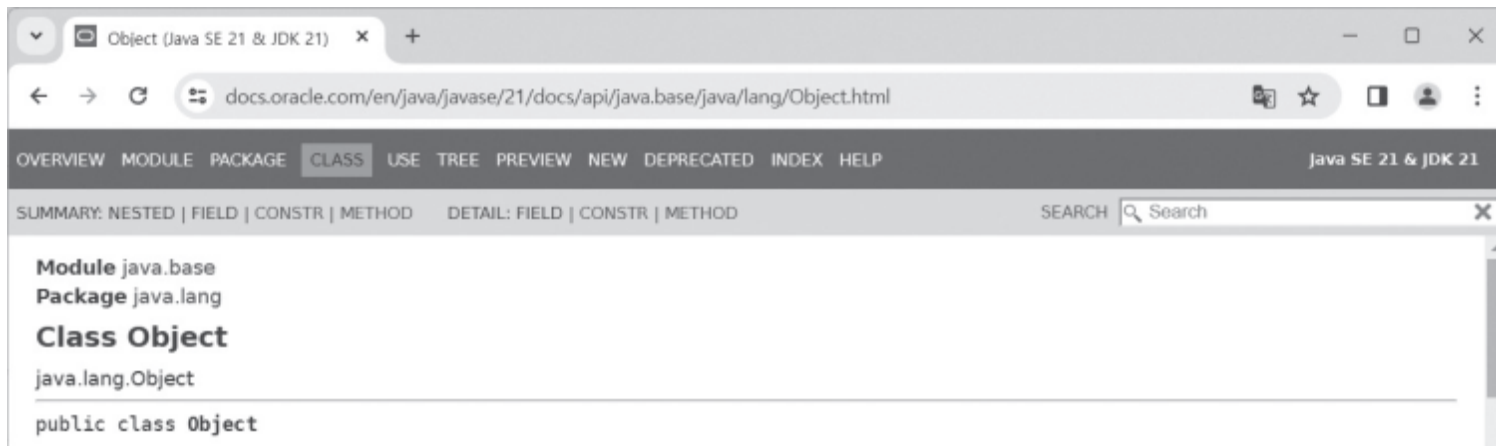 Object (Java SE 21 & JDK 21)
docs.oracle.com/en/java/javase/21/docs/api/java.base/java/lang/Object.html
OVERVIEW MODULE PACKAGE CLASS USE TREE PREVIEW NEW DEPRECATED INDEX HELP Java SE 21 & JDK 21
SUMMARY: NESTED | FIELD | CONSTR | METHOD DETAIL: FIELD | CONSTR | METHOD SEARCH Search
Module java.base
Package java.lang
Class Object
java.lang.Object
public class Object